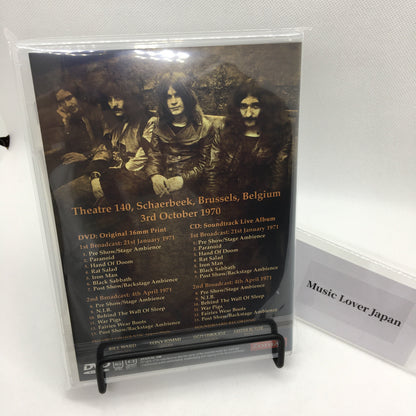 Theatre 140, Schaerbeek, Brussels, Belgium
3rd October 1970
DVD: Original 16mm Print
1st Broadcast: 21st January 1971
1. Pre Show/Stage Ambience
2. Paranoid
3. Hand Of Doom
4. Rat Salad
5. Iron Man
6. Black Sabbath
7. Post Show/Backstage Ambience
2nd Broadcast: 4th April 1971
8. Pre Show/Stage Ambience
9. N.I.B.
10. Behind The Wall Of Sleep
11. War Pigs
12. Fairies Wear Boots
13. Post Show/Backstage Ambience
CD: Soundtrack Live Album
1st Broadcast: 21st January 1971
1. Pre Show/Stage Ambience
2. Paranoid
3. Hand Of Doom
4. Rat Salad
5. Iron Man
6. Black Sabbath
7. Post Show/Backstage Ambience
2nd Broadcast: 4th April 1971
8. Pre Show/Stage Ambience
9. N.I.B.
10. Behind The Wall Of Sleep
11. War Pigs
12. Fairies Wear Boots
13. Post Show/Backstage Ambience
BILL WARD
TONY IOMMI
DVD
Music Lover Japan